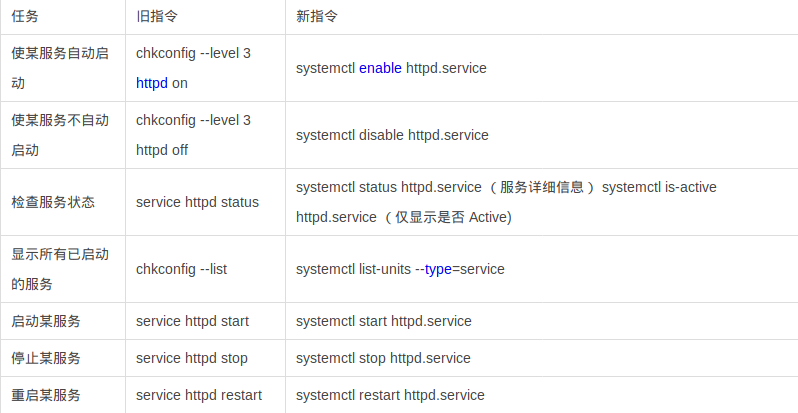 任务 旧指令 新指令
使某服务自动启
动
chkconfig --level 3
httpd on
systemctl enable httpd.service
使某服务不自动
启动
chkconfig --level 3
httpd off
systemctl disable httpd.service
检查服务状态
service httpd status
systemctl status httpd.service （服务详细信息） systemctl is-active
httpd.service （仅显示是否 Active)
显示所有已启动
的服务
chkconfig --list
systemctl list-units --type=service
启动某服务 service httpd start systemctl start httpd.service
停止某服务 service httpd stop systemctl stop httpd.service
重启某服务 service httpd restart systemctl restart httpd.service